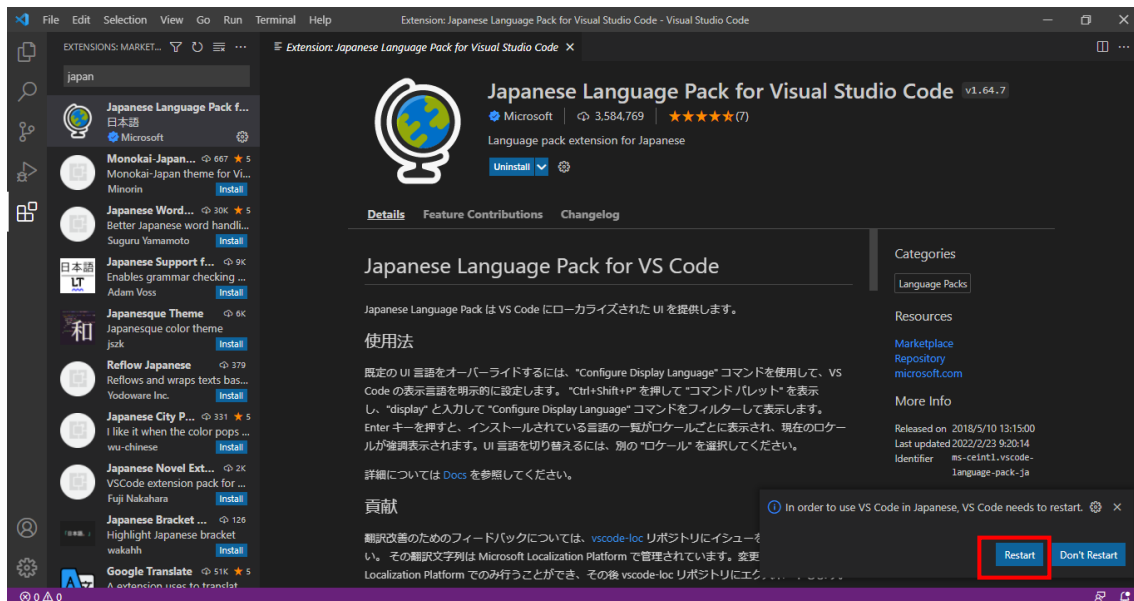 File Edit Selection View Go Run Terminal Help Extension: Japanese Language Pack for Visual Studio Code - Visual Studio Code
EXTENSIONS: MARKET...
Extension: Japanese Language Pack for Visual Studio Code
japan
Japanese Language Pack f...
日本語
Microsoft
Monokai-Japan... 667 ★ 5
Monokai-Japan theme for Vi...
Minorin Install
Japanese Word... 30K ★ 5
Better Japanese word handli...
Suguru Yamamoto Install
日本語
LT
Japanese Support f... 9K
Enables grammar checking ...
Adam Voss Install
和
Japanesque Theme 6K
Japanesque color theme
jszk Install
Reflow Japanese 379
Reflows and wraps texts bas...
Yodoware Inc. Install
Japanese City P... 331 ★ 5
I like it when the color pops ...
wu-chinese Install
Japanese Novel Ext... 2K
VSCode extension pack for ...
Fuji Nakahara Install
Japanese Bracket ... 126
Highlight Japanese bracket
wakahh Install
Google Translate 51K ★ 5
A extension uses to translat
0 0
Japanese Language Pack for Visual Studio Code v1.64.7
Microsoft 3,584,769 (7)
Language pack extension for Japanese
Uninstall
Details Feature Contributions Changelog
Japanese Language Pack for VS Code
Japanese Language Pack は VS Code にローカライズされた UI を提供します。
使用法
既定の UI 言語をオーバーライドするには、"Configure Display Language" コマンドを使用して、VS
Code の表示言語を明示的に設定します。 "Ctrl+Shift+P" を押して "コマンド パレット" を表示
し、"display" と入力して "Configure Display Language" コマンドをフィルターして表示します。
Enter キーを押すと、インストールされている言語の一覧がロケールごとに表示され、現在のロケー
ルが強調表示されます。UI 言語を切り替えるには、別の "ロケール" を選択してください。
詳細については Docs を参照してください。
貢献
翻訳改善のためのフィードバックについては、vscode-loc リポジトリにイシューを
い。 その翻訳文字列は Microsoft Localization Platform で管理されています。変更
Localization Platform でのみ行うことができ、その後 vscode-loc リポジトリにエク
Categories
Language Packs
Resources
Marketplace
Repository
microsoft.com
More Info
Released on 2018/5/10 13:15:00
Last updated 2022/2/23 9:20:14
Identifier ms-ceintl.vscode-
language-pack-ja
In order to use VS Code in Japanese, VS Code needs to restart.
Restart Don't Restart